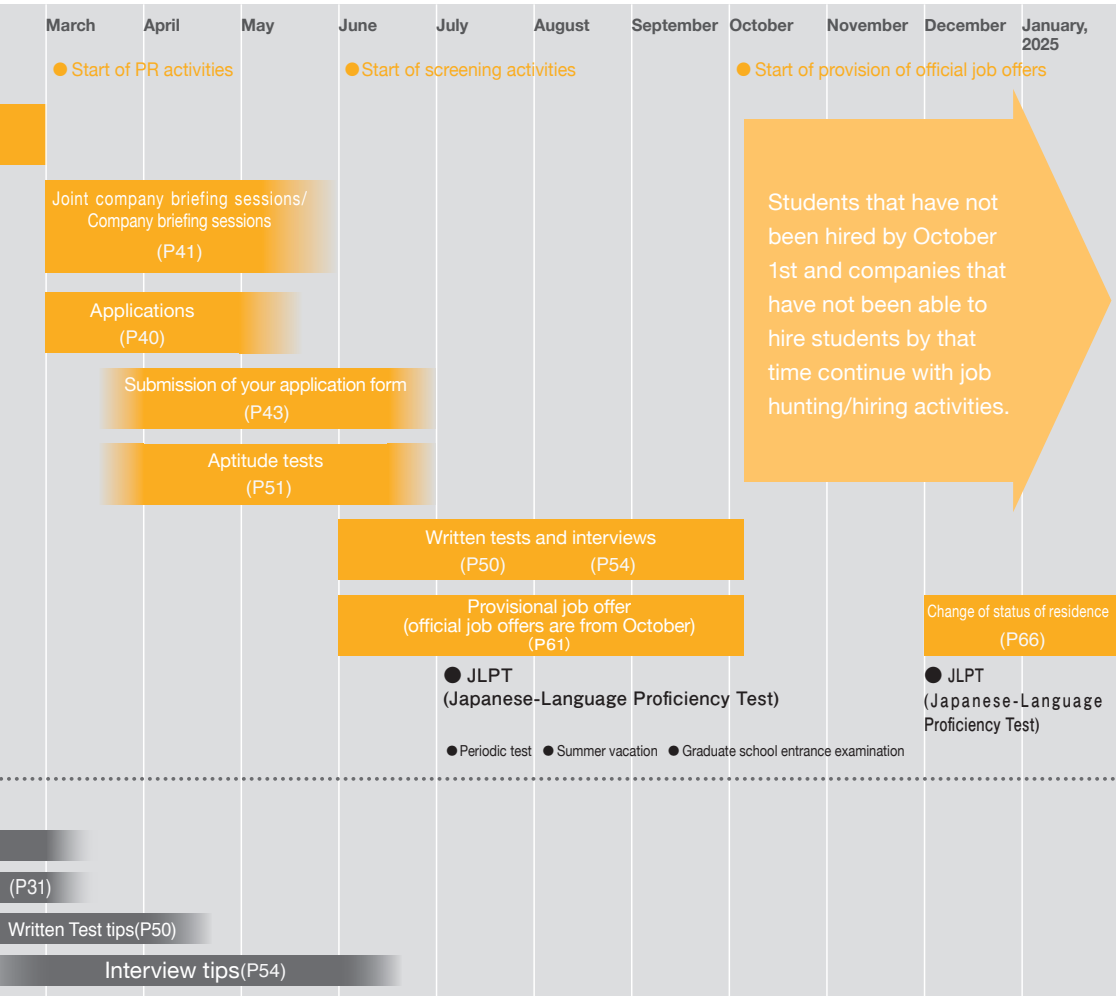 March April May June July August September October November December January, 2025
● Start of PR activities ● Start of screening activities ● Start of provision of official job offers
Joint company briefing sessions/
Company briefing sessions
(P41)
Applications
(P40)
Submission of your application form
(P43)
Aptitude tests
(P51)
Students that have not
been hired by October
1st and companies that
have not been able to
hire students by that
time continue with job
hunting/hiring activities.
Written tests and interviews
(P50) (P54)
Provisional job offer
(official job offers are from October)
(P61)
Change of status of residence
(P66)
● JLPT
(Japanese-Language Proficiency Test)
● JLPT
(Japanese-Language
Proficiency Test)
● Periodic test ● Summer vacation ● Graduate school entrance examination
(P31)
Written Test tips(P50)
Interview tips(P54)